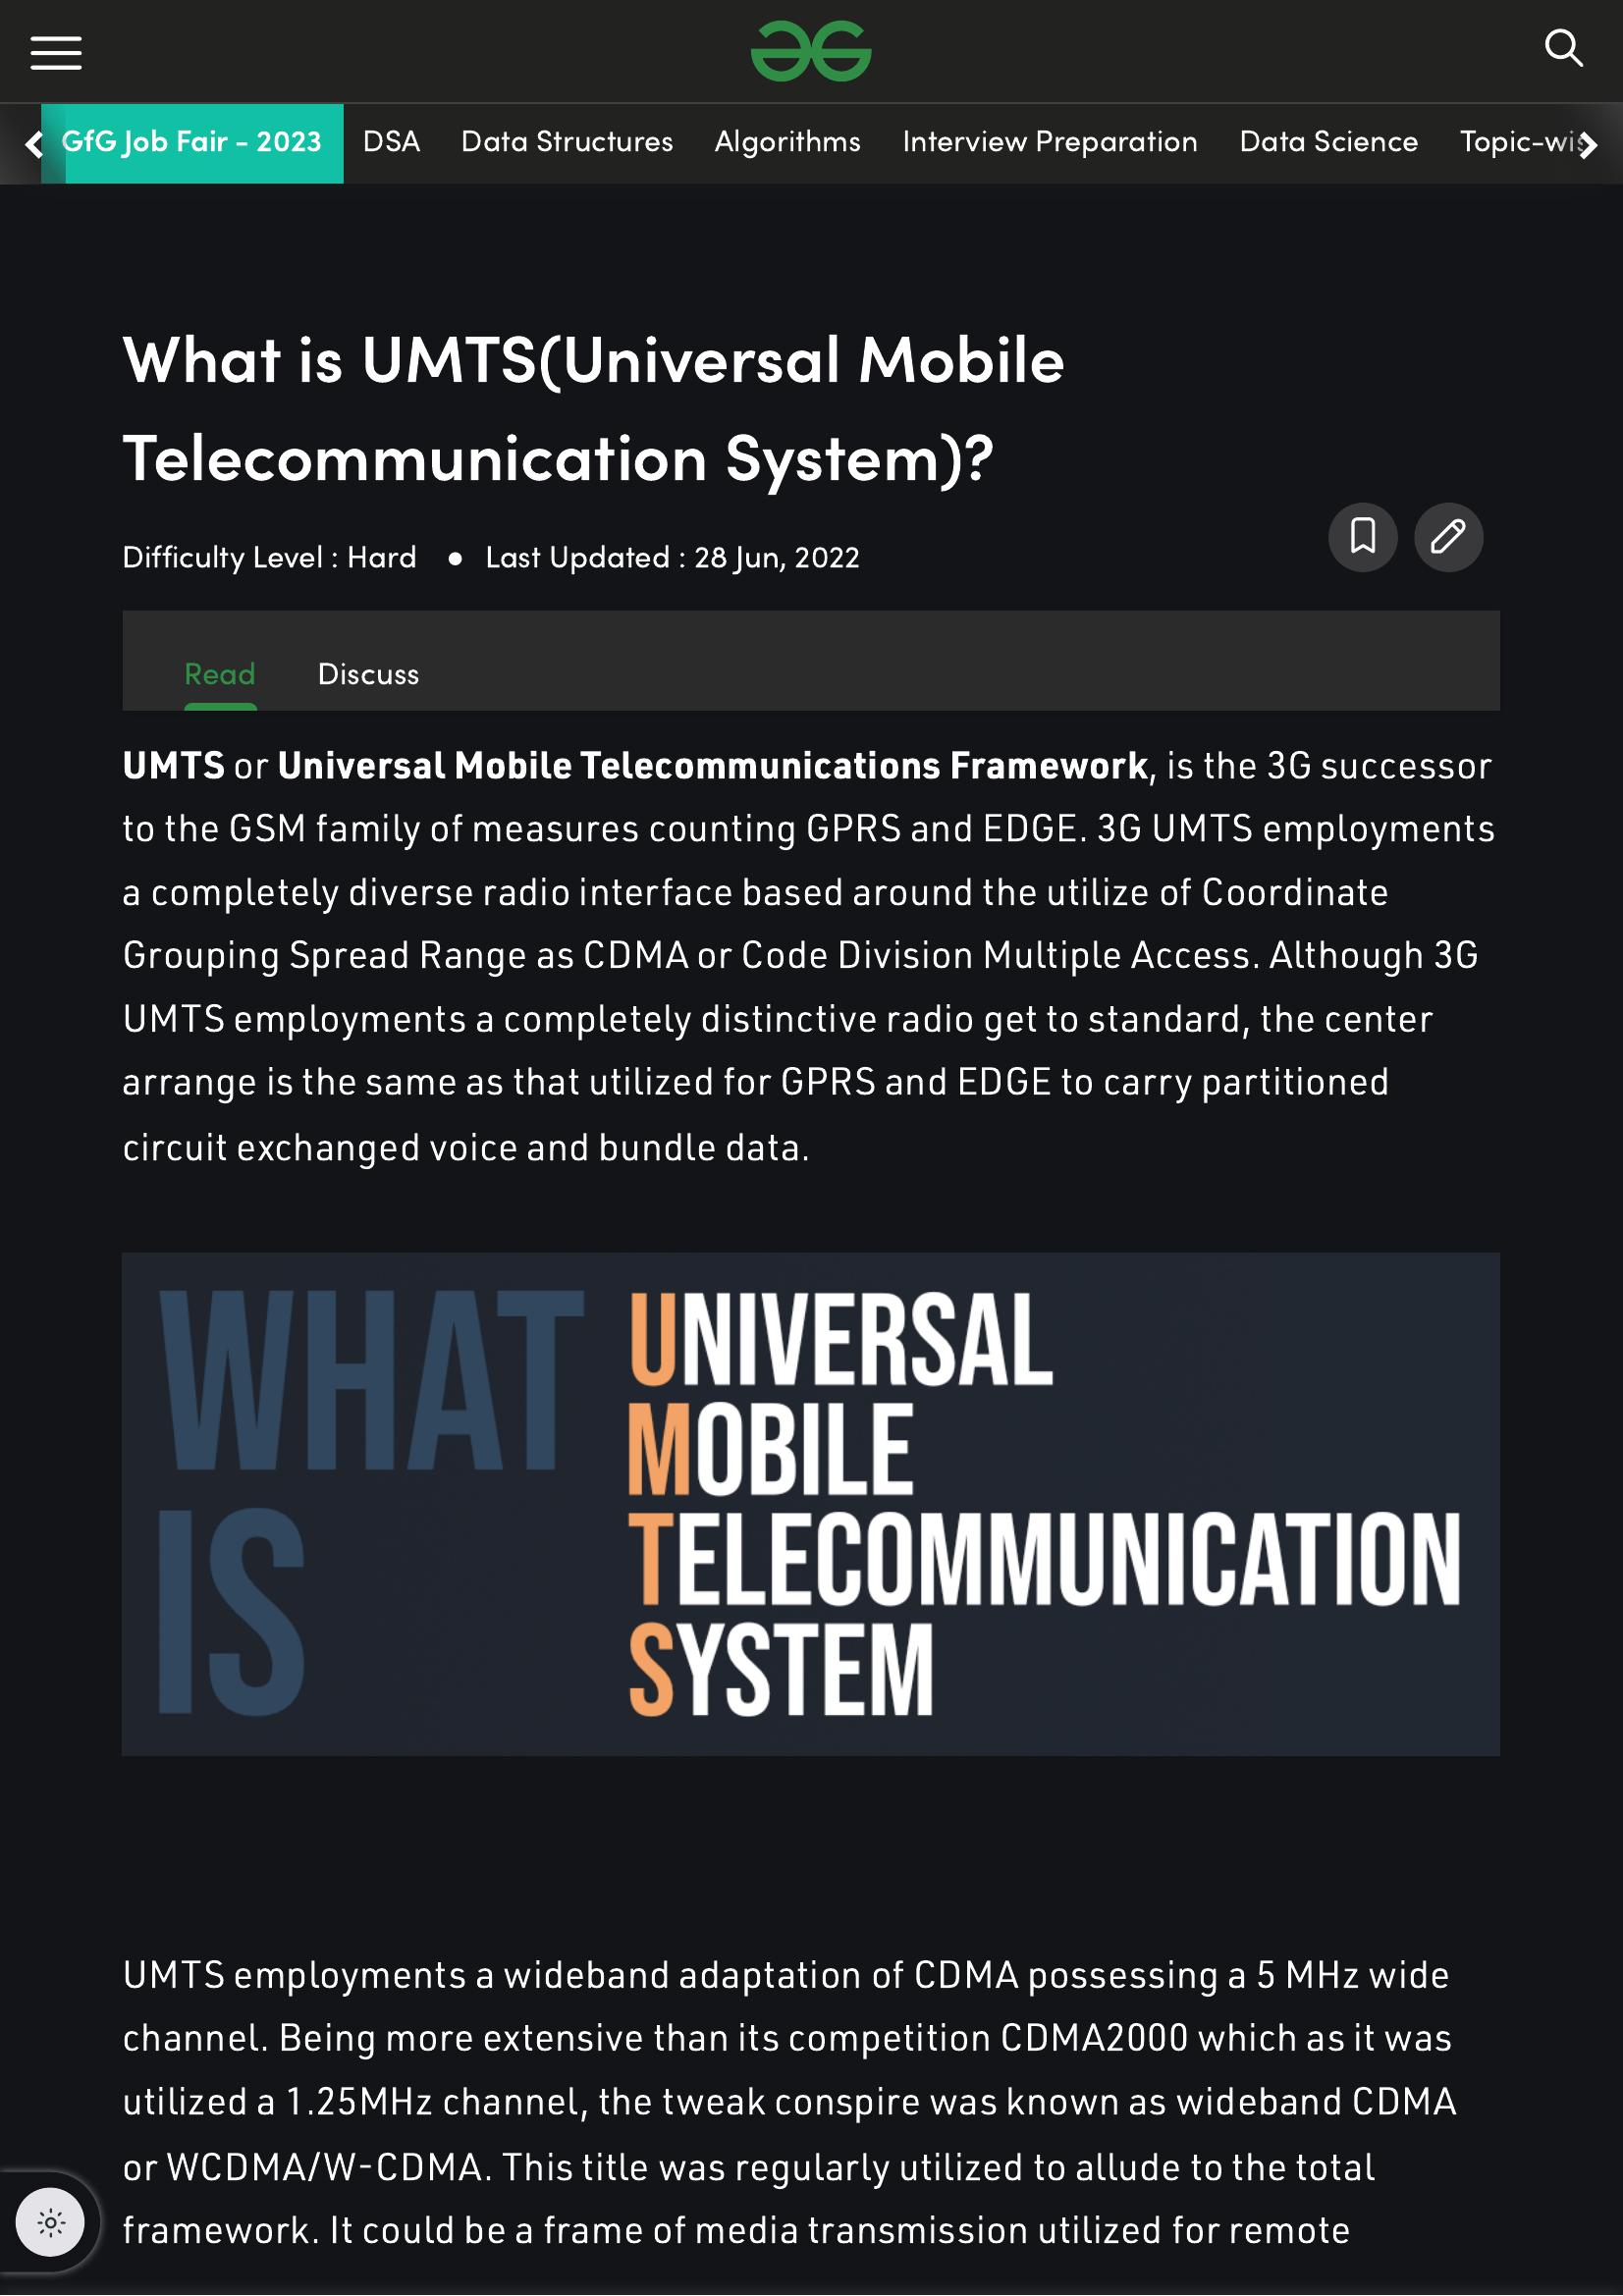 GfG Job Fair - 2023 DSA Data Structures Algorithms Interview Preparation Data Science Topic-wis
What is UMTS(Universal Mobile
Telecommunication System)?
Difficulty Level : Hard ● Last Updated : 28 Jun, 2022
Read Discuss
UMTS or Universal Mobile Telecommunications Framework, is the 3G successor
to the GSM family of measures counting GPRS and EDGE. 3G UMTS employments
a completely diverse radio interface based around the utilize of Coordinate
Grouping Spread Range as CDMA or Code Division Multiple Access. Although 3G
UMTS employments a completely distinctive radio get to standard, the center
arrange is the same as that utilized for GPRS and EDGE to carry partitioned
circuit exchanged voice and bundle data.
WHAT
IS
UNIVERSAL
MOBILE
TELECOMMUNICATION
SYSTEM
UMTS employments a wideband adaptation of CDMA possessing a 5 MHz wide
channel. Being more extensive than its competition CDMA2000 which as it was
utilized a 1.25MHz channel, the tweak conspire was known as wideband CDMA
or WCDMA/W-CDMA. This title was regularly utilized to allude to the total
framework. It could be a frame of media transmission utilized for remote